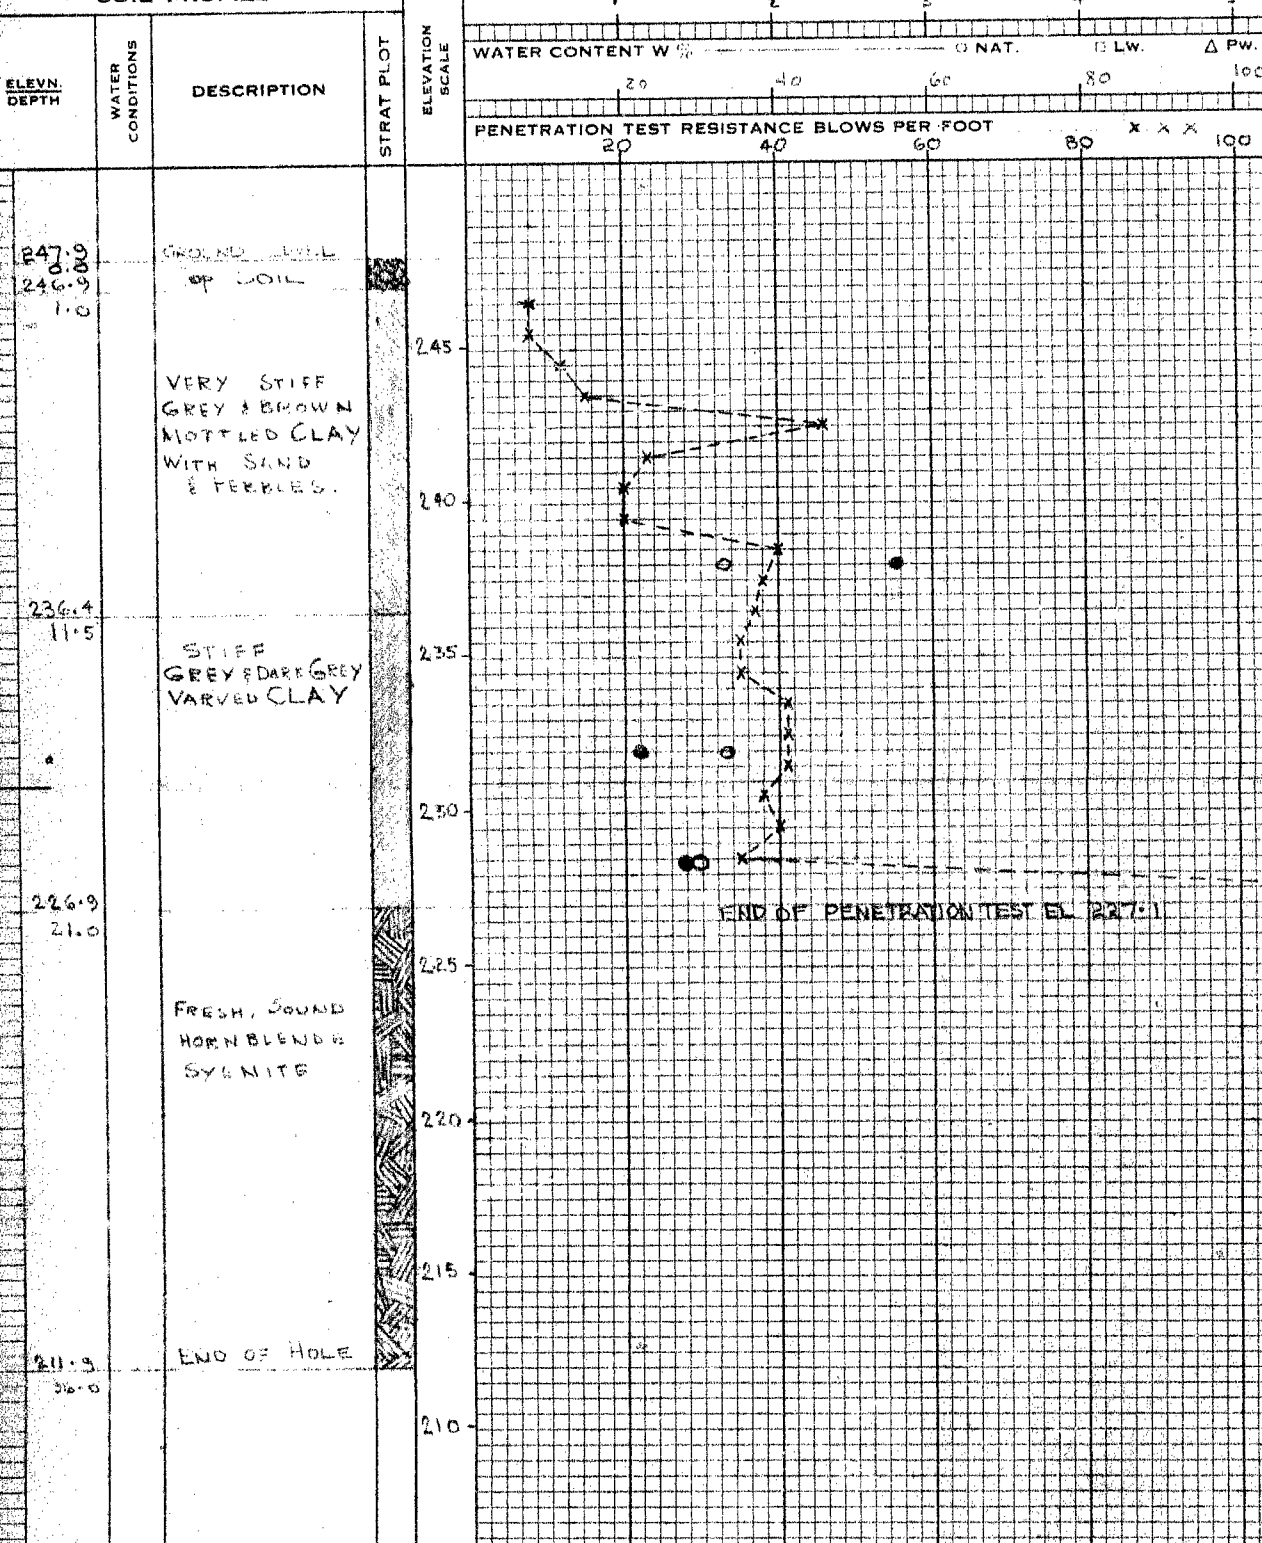 ELEVN.
DEPTH
WATER
CONDITIONS
DESCRIPTION
STRAT PLOT
ELEVATION
SCALE
WATER CONTENT W % O NAT. □ LW. △ PW.
20 40 60 80 100
PENETRATION TEST RESISTANCE BLOWS PER FOOT x x x
20 40 60 80 100
247.9
0.0
GROUND
246.9
1.0
SOIL
245
VERY STIFF
GREY & BROWN
MOTTLED CLAY
WITH SAND
& PEBBLES.
240
236.4
11.5
235
STIFF
GREY & DARK GREY
VARVED CLAY
230
226.9
21.0
END OF PENETRATION TEST EL 227.1
225
FRESH, SOUND
HORNBLENDE
SYENITE
220
215
211.9
36.0
END OF HOLE
210